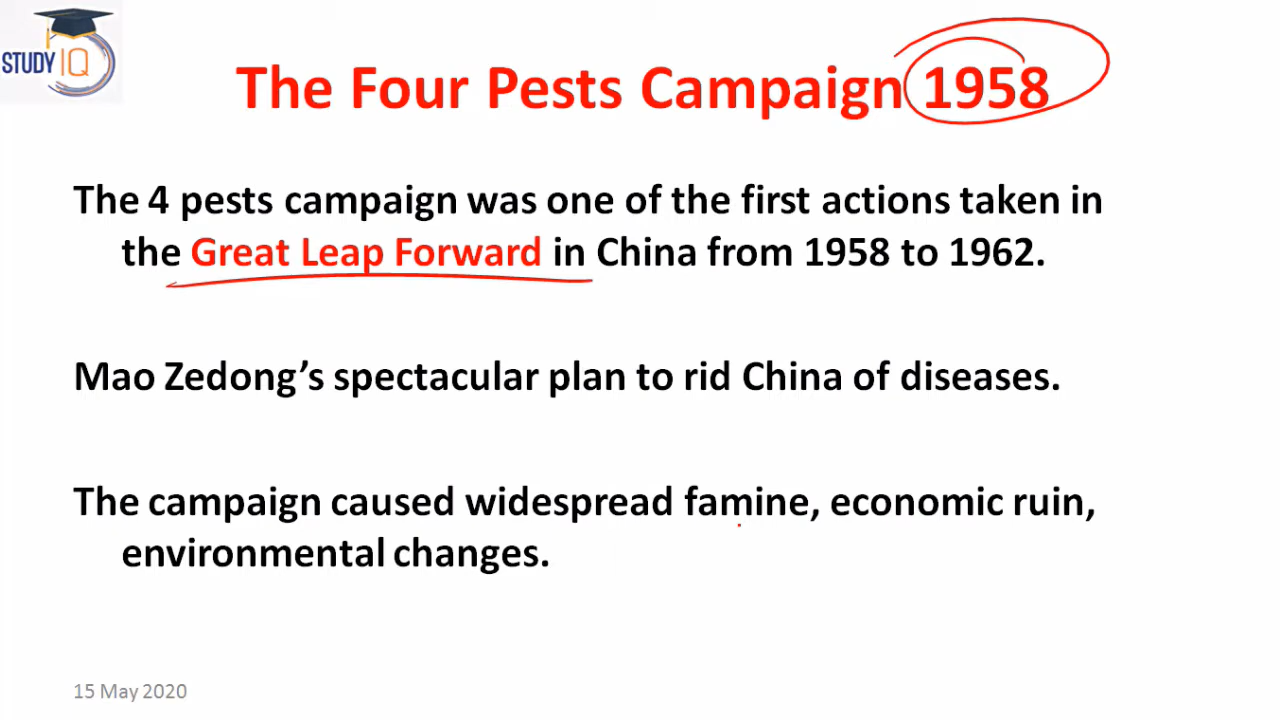 STUDY IQ
The Four Pests Campaign 1958
The 4 pests campaign was one of the first actions taken in
the Great Leap Forward in China from 1958 to 1962.
Mao Zedong’s spectacular plan to rid China of diseases.
The campaign caused widespread famine, economic ruin,
environmental changes.
15 May 2020